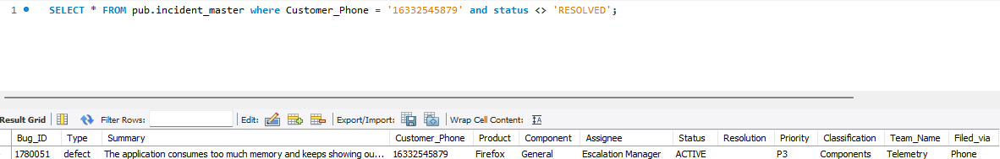 1 SELECT * FROM pub.incident_master where Customer_Phone = '16332545879' and status <> 'RESOLVED';
Result Grid Filter Rows: Edit: Export/Import: Wrap Cell Content:
Bug_ID Type Summary Customer_Phone Product Component Assignee Status Resolution Priority Classification Team_Name Filed_via
1780051 defect The application consumes too much memory and keeps showing ou... 16332545879 Firefox General Escalation Manager ACTIVE P3 Components Telemetry Phone